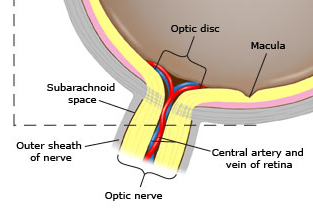 Optic disc
Macula
Subarachnoid
space
Outer sheath
of nerve
Central artery and
vein of retina
Optic nerve